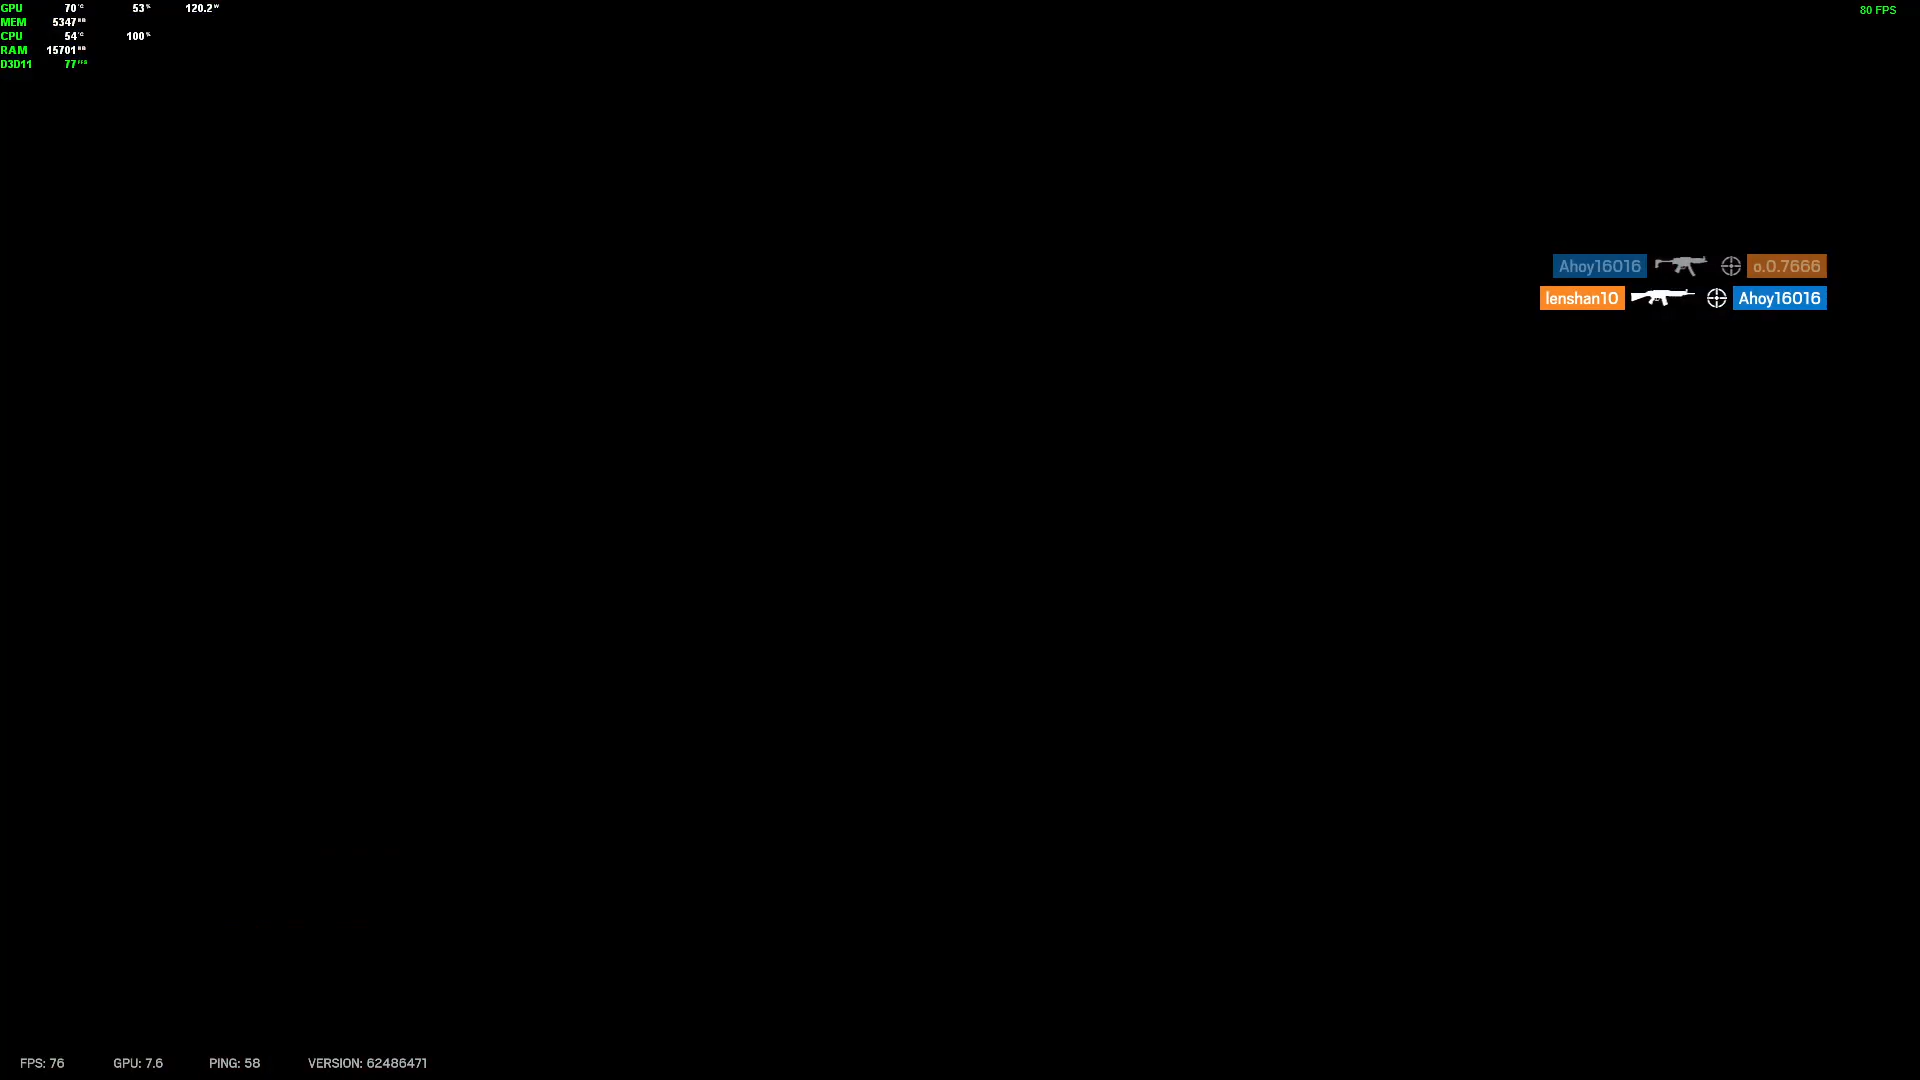 GPU 70°C 53% 120.2W
MEM 5347MB
CPU 54°C 100%
RAM 15701MB
D3D11 77FPS
80 FPS
Ahoy16016 o.0.7666
lenshan10 Ahoy16016
FPS: 76 GPU: 7.6 PING: 58 VERSION: 62486471